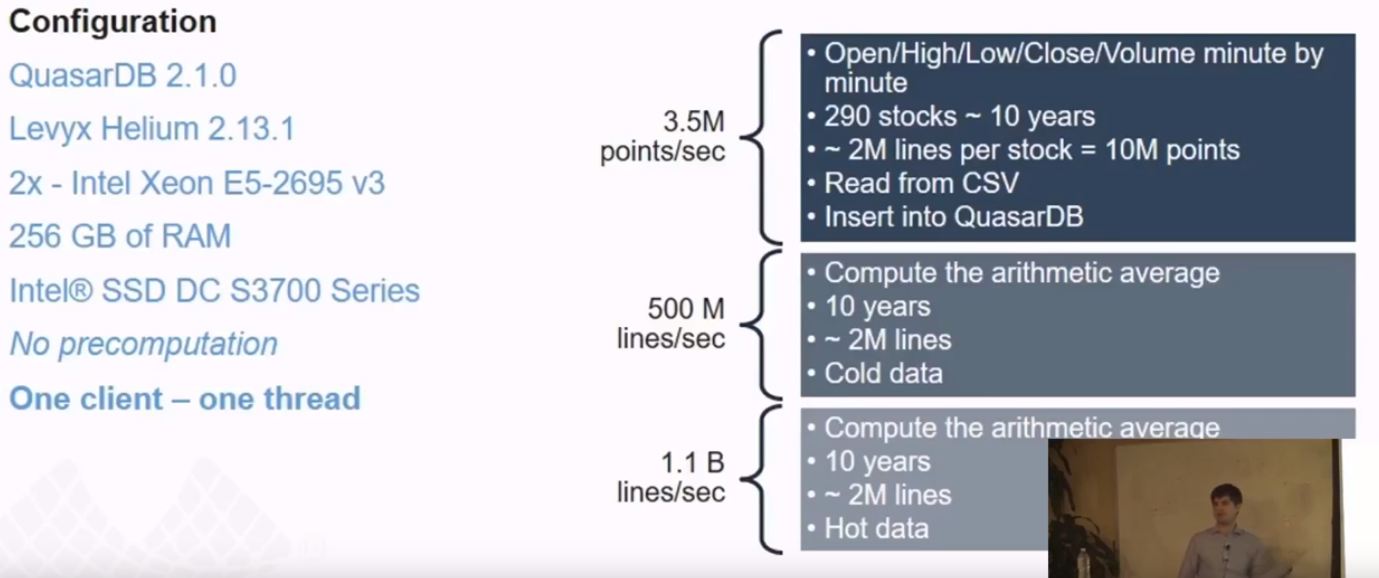 Configuration
QuasarDB 2.1.0
Levyx Helium 2.13.1
2x - Intel Xeon E5-2695 v3
256 GB of RAM
Intel® SSD DC S3700 Series
No precomputation
One client – one thread
3.5M
points/sec
• Open/High/Low/Close/Volume minute by
minute
• 290 stocks ~ 10 years
• ~ 2M lines per stock = 10M points
• Read from CSV
• Insert into QuasarDB
500 M
lines/sec
• Compute the arithmetic average
• 10 years
• ~ 2M lines
• Cold data
1.1 B
lines/sec
• Compute the arithmetic average
• 10 years
• ~ 2M lines
• Hot data